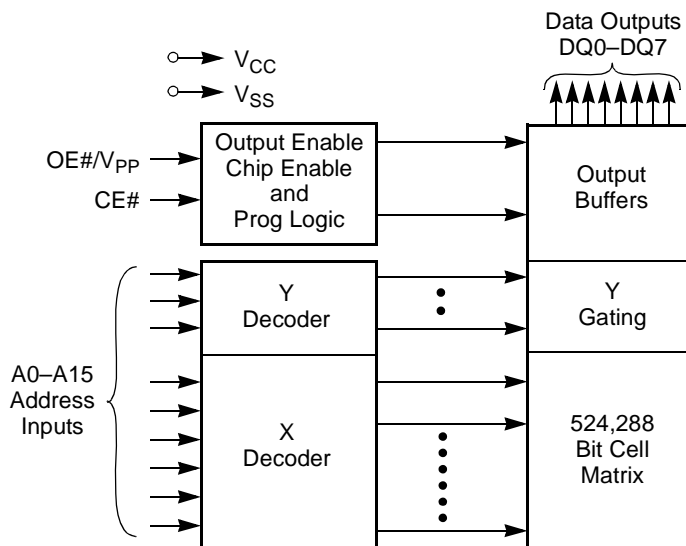 Data Outputs
DQ0–DQ7
VCC
VSS
OE#/VPP
CE#
Output Enable
Chip Enable
and
Prog Logic
Output
Buffers
Y
Decoder
Y
Gating
A0–A15
Address
Inputs
X
Decoder
524,288
Bit Cell
Matrix